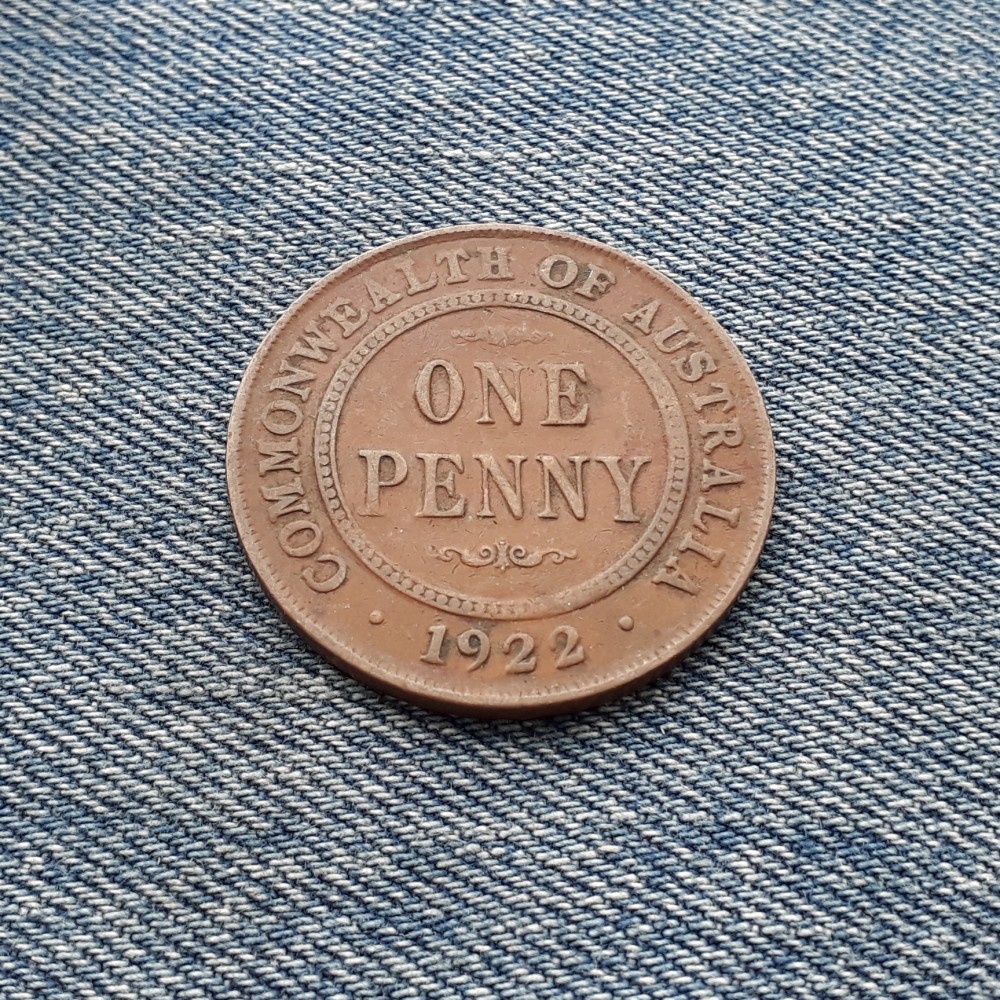 COMMONWEALTH OF AUSTRALIA
ONE
PENNY
· 1922 ·